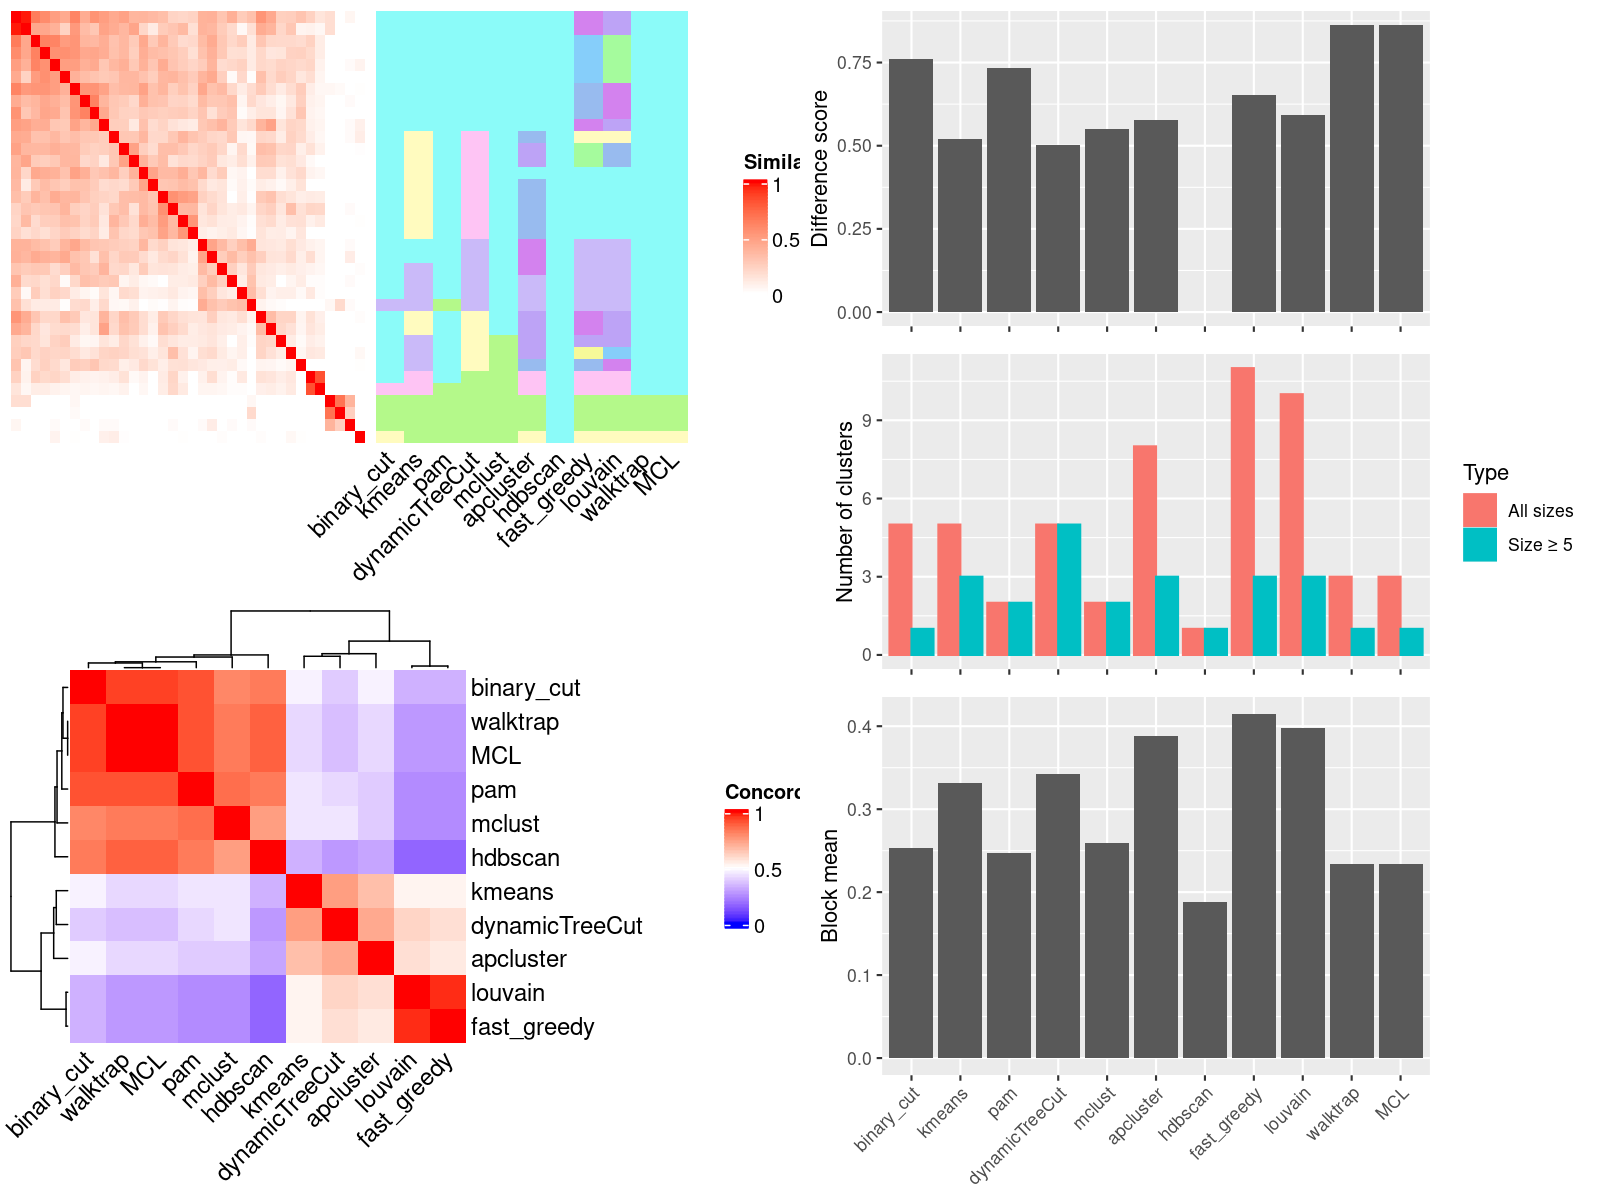 Simila
1
0.5
0
binary_cut
kmeans
pam
dynamicTreeCut
mclust
apcluster
hdbscan
fast_greedy
louvain
walktrap
MCL
binary_cut
walktrap
MCL
pam
mclust
hdbscan
kmeans
dynamicTreeCut
apcluster
louvain
fast_greedy
binary_cut
walktrap
MCL
pam
mclust
hdbscan
kmeans
dynamicTreeCut
apcluster
louvain
fast_greedy
Concord
1
0.5
0
Difference score
0.75
0.50
0.25
0.00
Number of clusters
9
6
3
0
Type
All sizes
Size ≥ 5
Block mean
0.4
0.3
0.2
0.1
0.0
binary_cut
kmeans
pam
dynamicTreeCut
mclust
apcluster
hdbscan
fast_greedy
louvain
walktrap
MCL